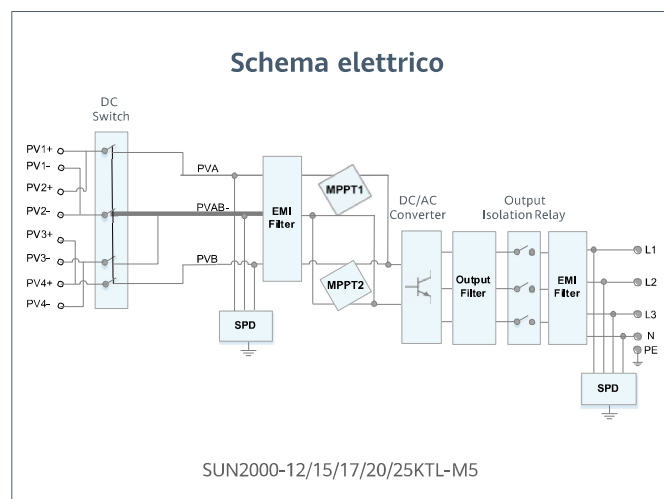 Schema elettrico
DC
Switch
PV1+
PV1-
PV2+
PV2-
PV3+
PV3-
PV4+
PV4-
PVA
PVAB-
PVB
EMI
Filter
SPD
MPPT1
MPPT2
DC/AC
Converter
Output
Filter
Output
Isolation Relay
EMI
Filter
L1
L2
L3
N
PE
SPD
SUN2000-12/15/17/20/25KTL-M5